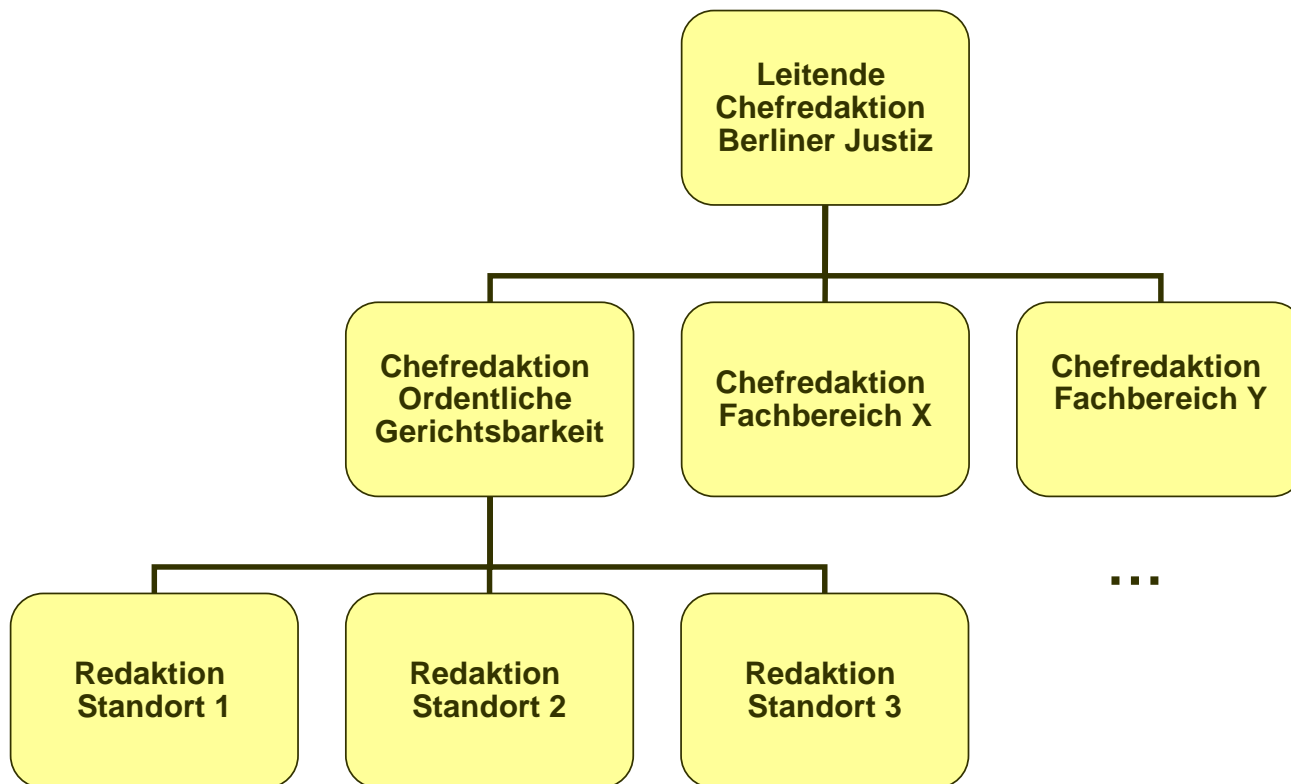 Leitende
Chefredaktion
Berliner Justiz
Chefredaktion
Ordentliche
Gerichtsbarkeit
Chefredaktion
Fachbereich X
Chefredaktion
Fachbereich Y
...
Redaktion
Standort 1
Redaktion
Standort 2
Redaktion
Standort 3